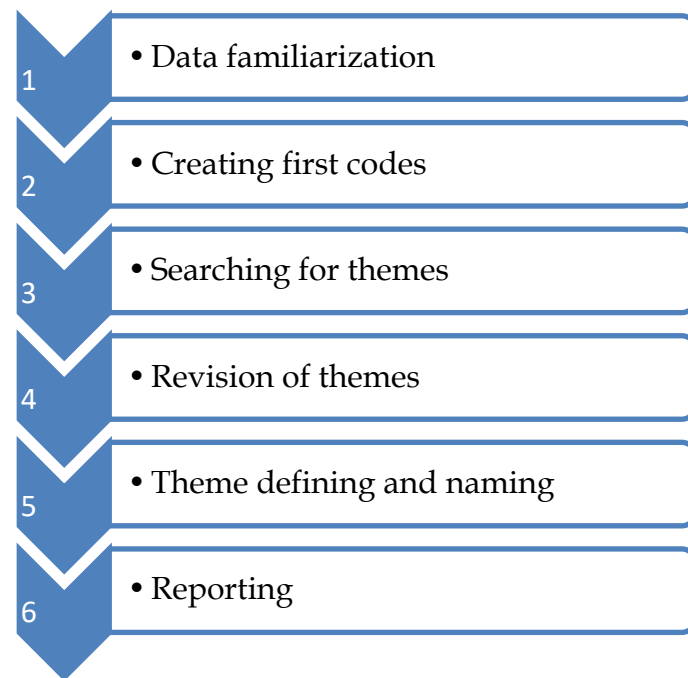 1
• Data familiarization
2
• Creating first codes
3
• Searching for themes
4
• Revision of themes
5
• Theme defining and naming
6
• Reporting